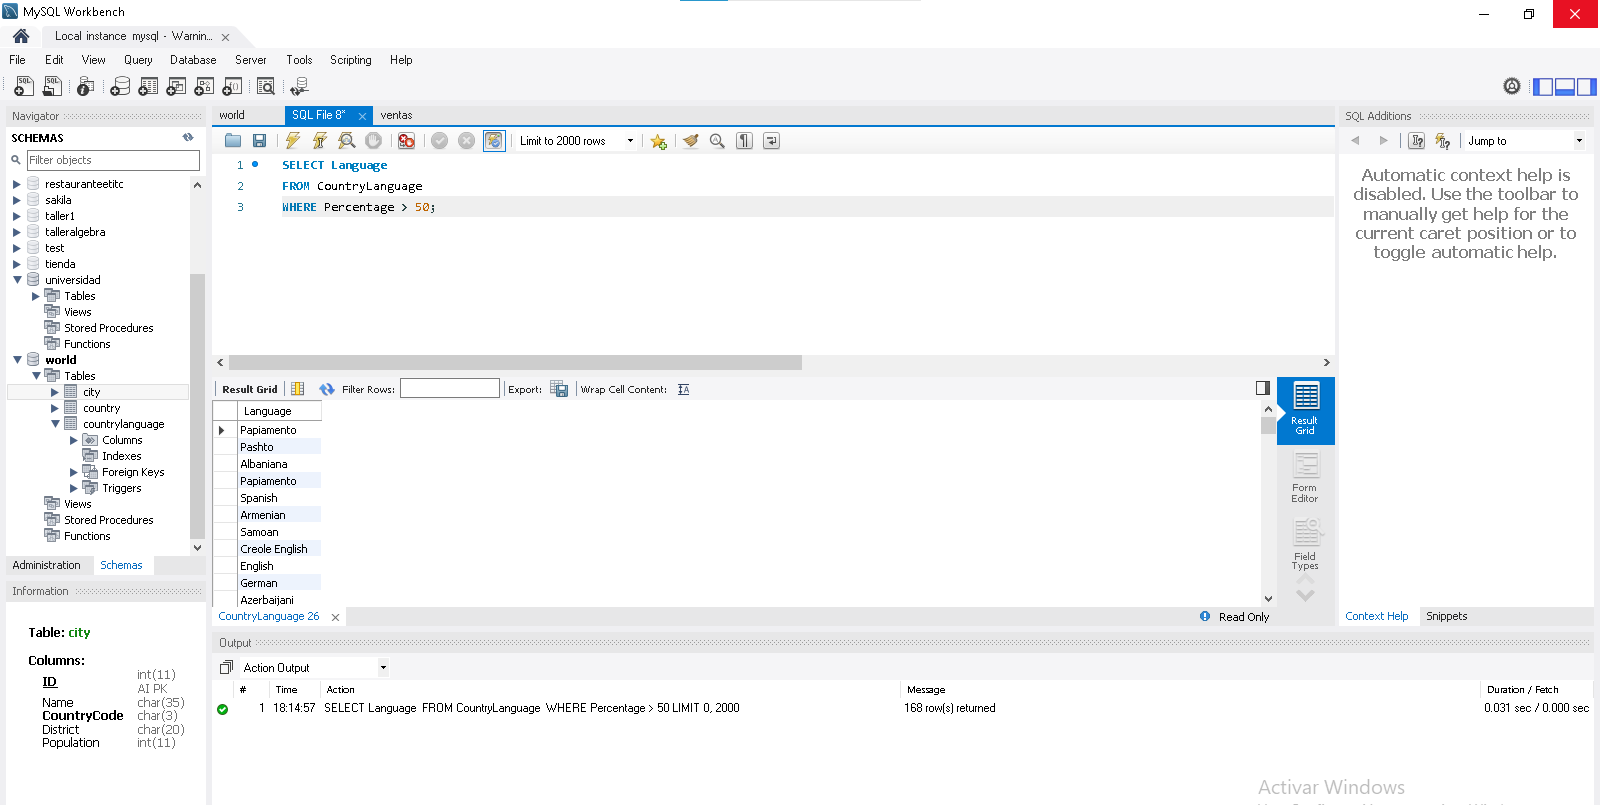 MySQL Workbench
Local instance mysql - Warnin...
File Edit View Query Database Server Tools Scripting Help
Navigator
SCHEMAS
Filter objects
restauranteetitc
sakila
taller1
talleralgebra
test
tienda
universidad
Tables
Views
Stored Procedures
Functions
world
Tables
city
country
countrylanguage
Columns
Indexes
Foreign Keys
Triggers
Views
Stored Procedures
Functions
Administration Schemas
Information
Table: city
Columns:
ID int(11) AI PK
Name char(35)
CountryCode char(3)
District char(20)
Population int(11)
world SQL File 8* ventas
Limit to 2000 rows
1 SELECT Language
2 FROM CountryLanguage
3 WHERE Percentage > 50;
Result Grid Filter Rows: Export: Wrap Cell Content:
Language
Papiamento
Pashto
Albaniana
Papiamento
Spanish
Armenian
Samoan
Creole English
English
German
Azerbaijani
Result Grid
Form Editor
Field Types
CountryLanguage 26 Read Only
SQL Additions
Jump to
Automatic context help is
disabled. Use the toolbar to
manually get help for the
current caret position or to
toggle automatic help.
Context Help Snippets
Output
Action Output
# Time Action Message Duration / Fetch
1 18:14:57 SELECT Language FROM CountryLanguage WHERE Percentage > 50 LIMIT 0, 2000 168 row(s) returned 0.031 sec / 0.000 sec
Activar Windows